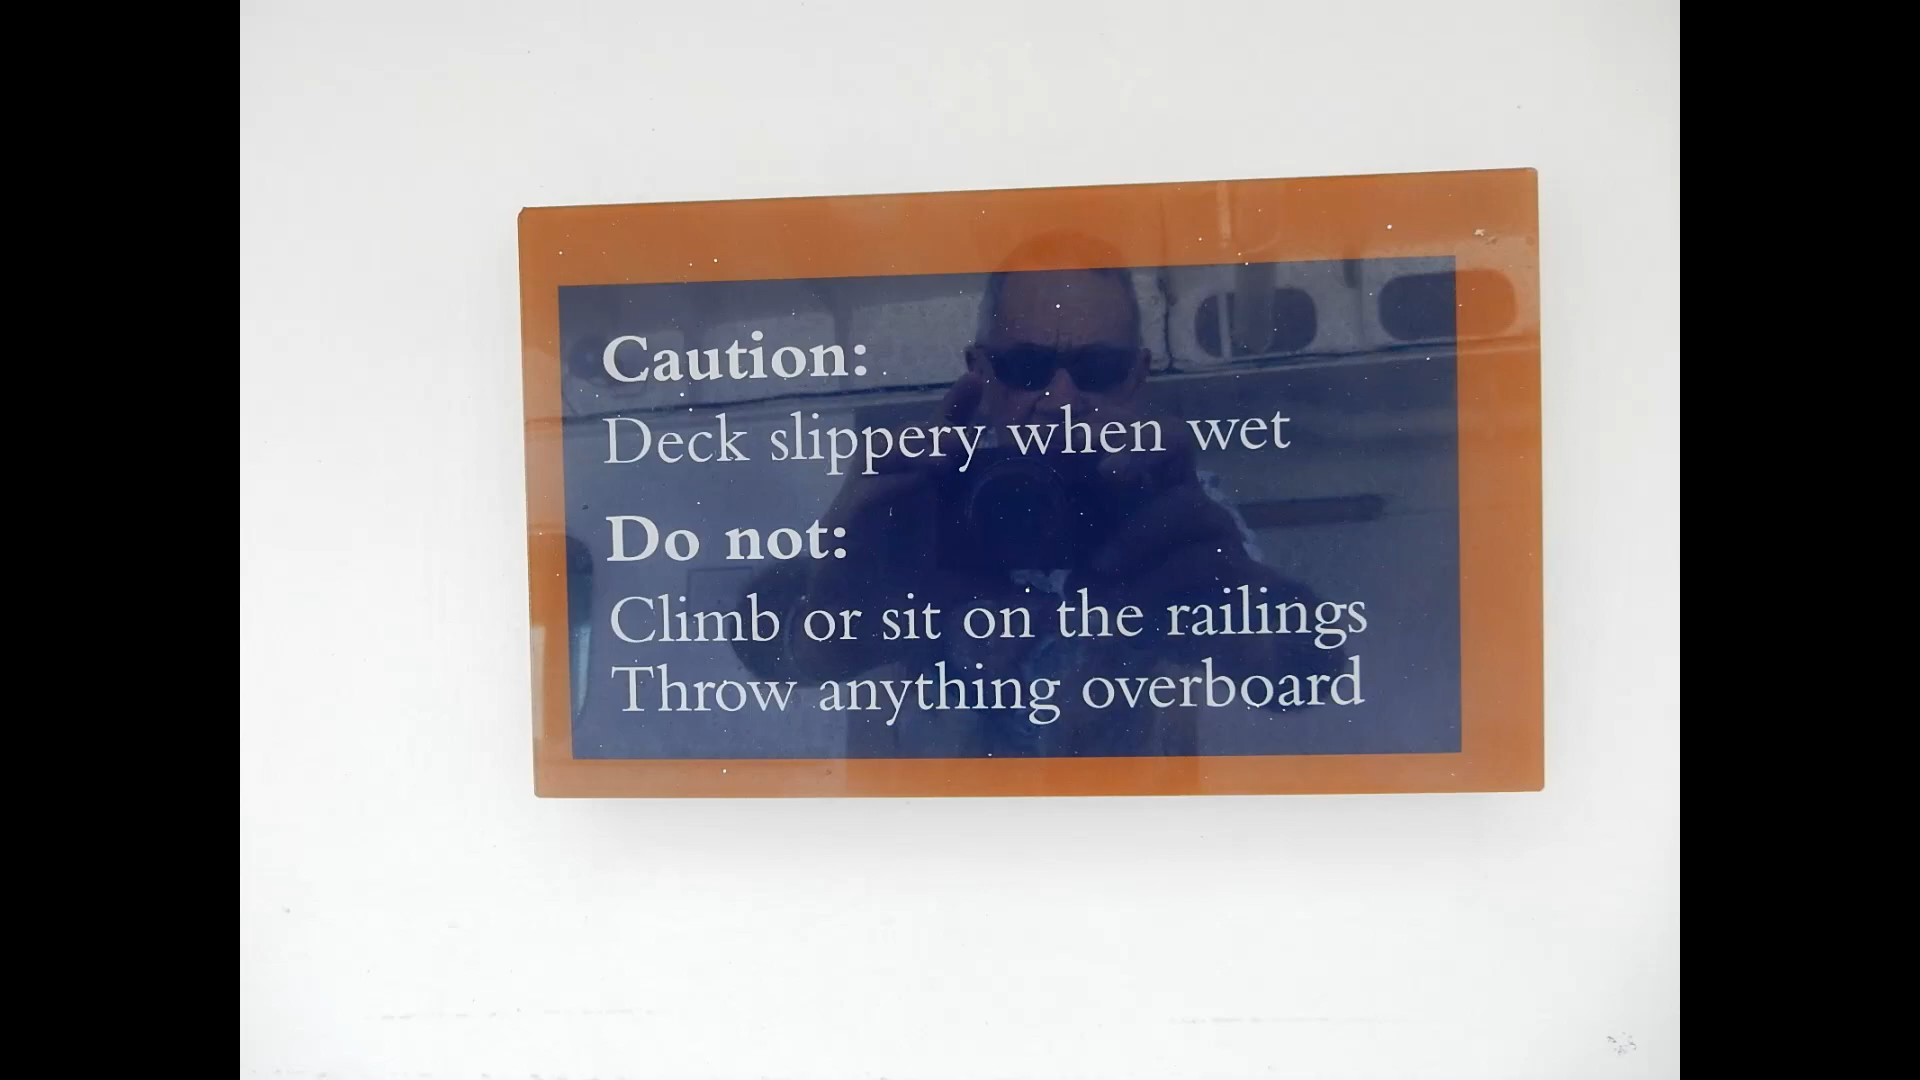 Caution:
Deck slippery when wet
Do not:
Climb or sit on the railings
Throw anything overboard